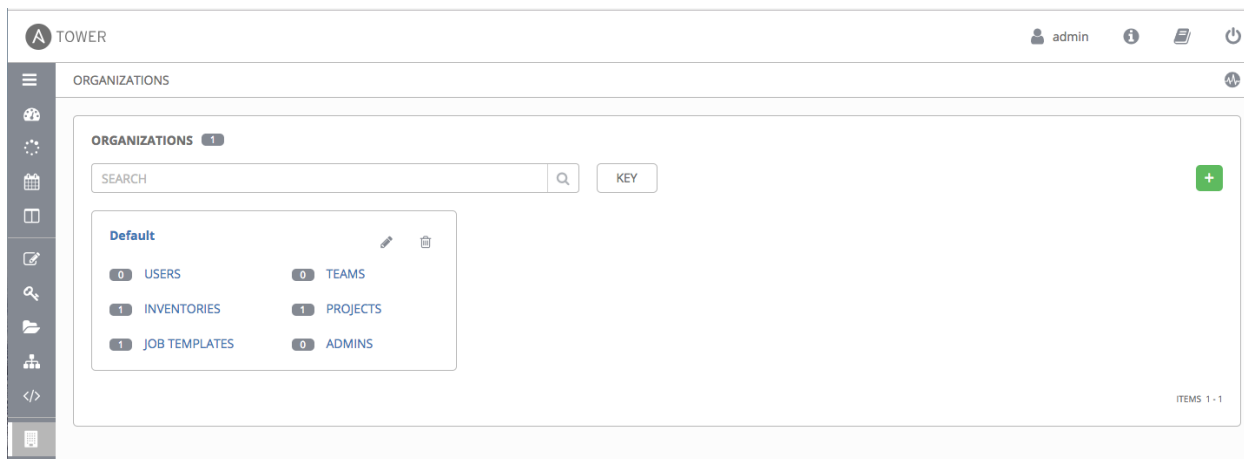 A TOWER admin
ORGANIZATIONS
ORGANIZATIONS 1
SEARCH KEY +
Default
0 USERS 0 TEAMS
1 INVENTORIES 1 PROJECTS
1 JOB TEMPLATES 0 ADMINS
ITEMS 1 - 1